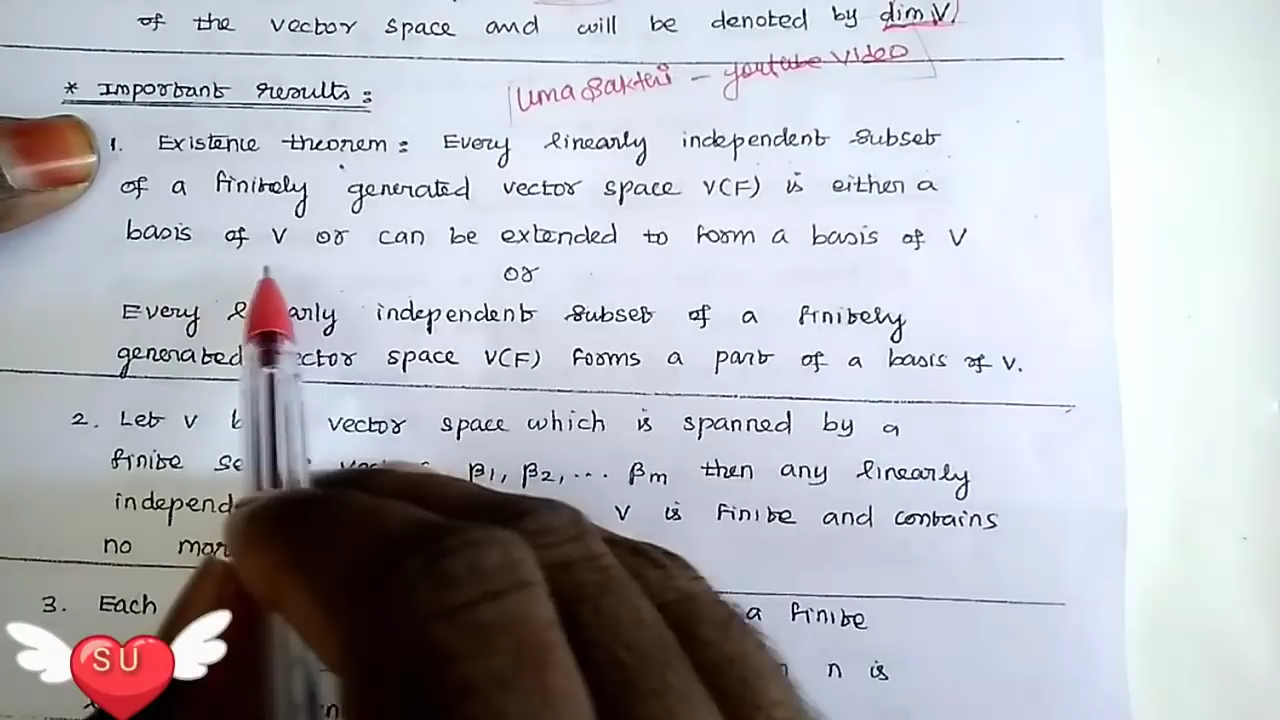 of the vector space and will be denoted by dim V.
* Important results:
Uma Sakthi - youtube video
1. Existence theorem: Every linearly independent subset
of a finitely generated vector space V(F) is either a
basis of V or can be extended to form a basis of V
or
Every independent subset of a finitely
generated space V(F) forms a part of a basis of V.
2. Let V vector space which is spanned by a
finite β1, β2, ... βm then any linearly
V is finite and contains
no
3. Each a finite
n is
SU